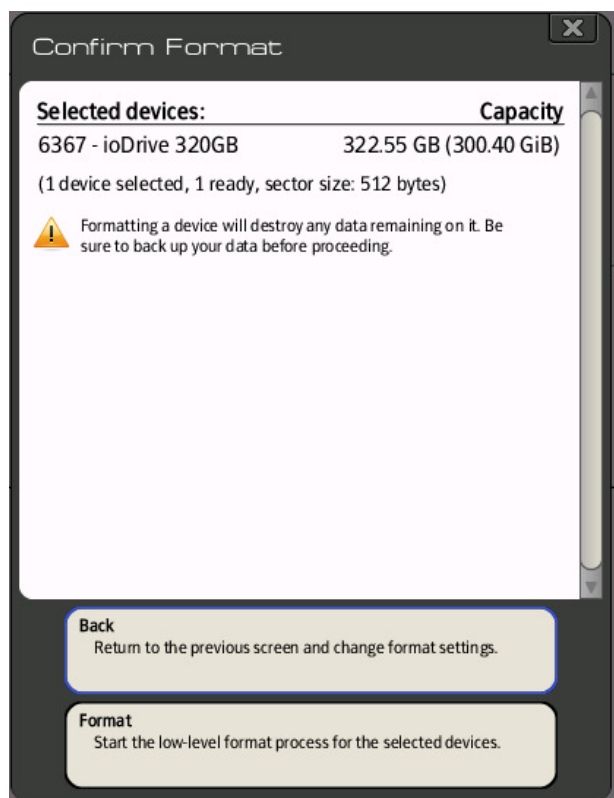 Confirm Format
Selected devices: Capacity
6367 - ioDrive 320GB 322.55 GB (300.40 GiB)
(1 device selected, 1 ready, sector size: 512 bytes)
Formatting a device will destroy any data remaining on it. Be
sure to back up your data before proceeding.
Back
Return to the previous screen and change format settings.
Format
Start the low-level format process for the selected devices.